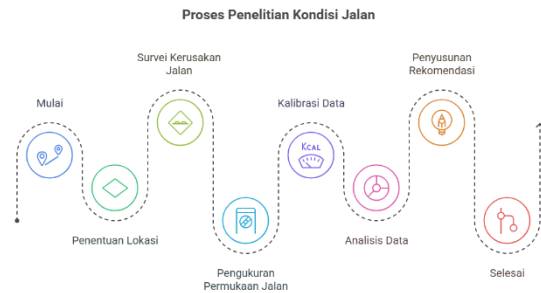 Proses Penelitian Kondisi Jalan
Mulai
Penentuan Lokasi
Survei Kerusakan
Jalan
Pengukuran
Permukaan Jalan
Kalibrasi Data
KCAL
Analisis Data
Penyusunan
Rekomendasi
Selesai